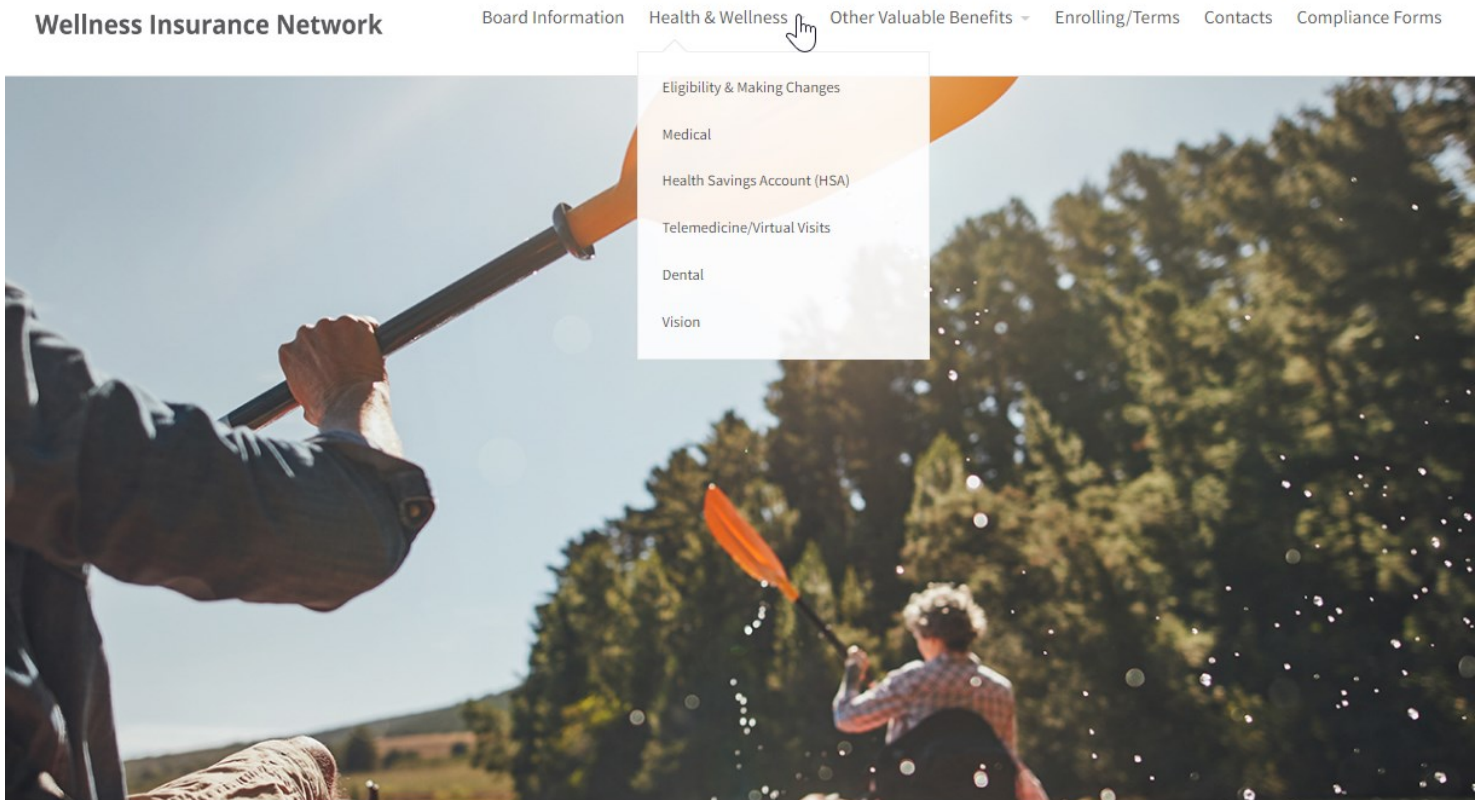 Wellness Insurance Network
Board Information
Health & Wellness
Other Valuable Benefits
Enrolling/Terms
Contacts
Compliance Forms
Eligibility & Making Changes
Medical
Health Savings Account (HSA)
Telemedicine/Virtual Visits
Dental
Vision